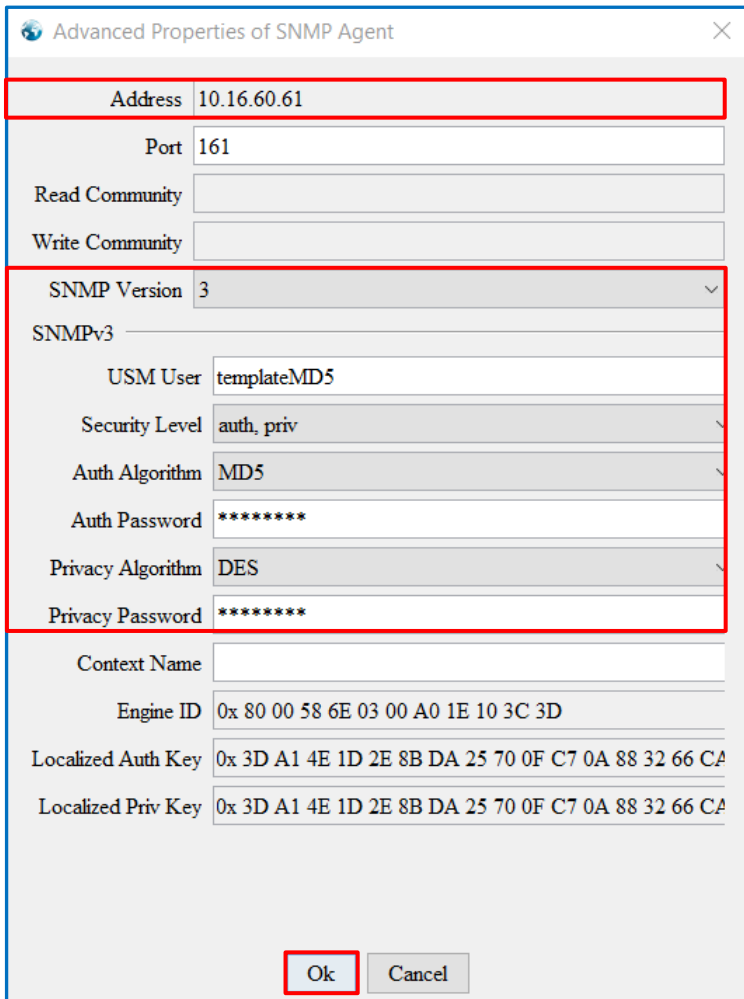 Advanced Properties of SNMP Agent
Address 10.16.60.61
Port 161
Read Community
Write Community
SNMP Version 3
SNMPv3
USM User templateMD5
Security Level auth, priv
Auth Algorithm MD5
Auth Password ********
Privacy Algorithm DES
Privacy Password ********
Context Name
Engine ID 0x 80 00 58 6E 03 00 A0 1E 10 3C 3D
Localized Auth Key 0x 3D A1 4E 1D 2E 8B DA 25 70 0F C7 0A 88 32 66 CA
Localized Priv Key 0x 3D A1 4E 1D 2E 8B DA 25 70 0F C7 0A 88 32 66 CA
Ok Cancel